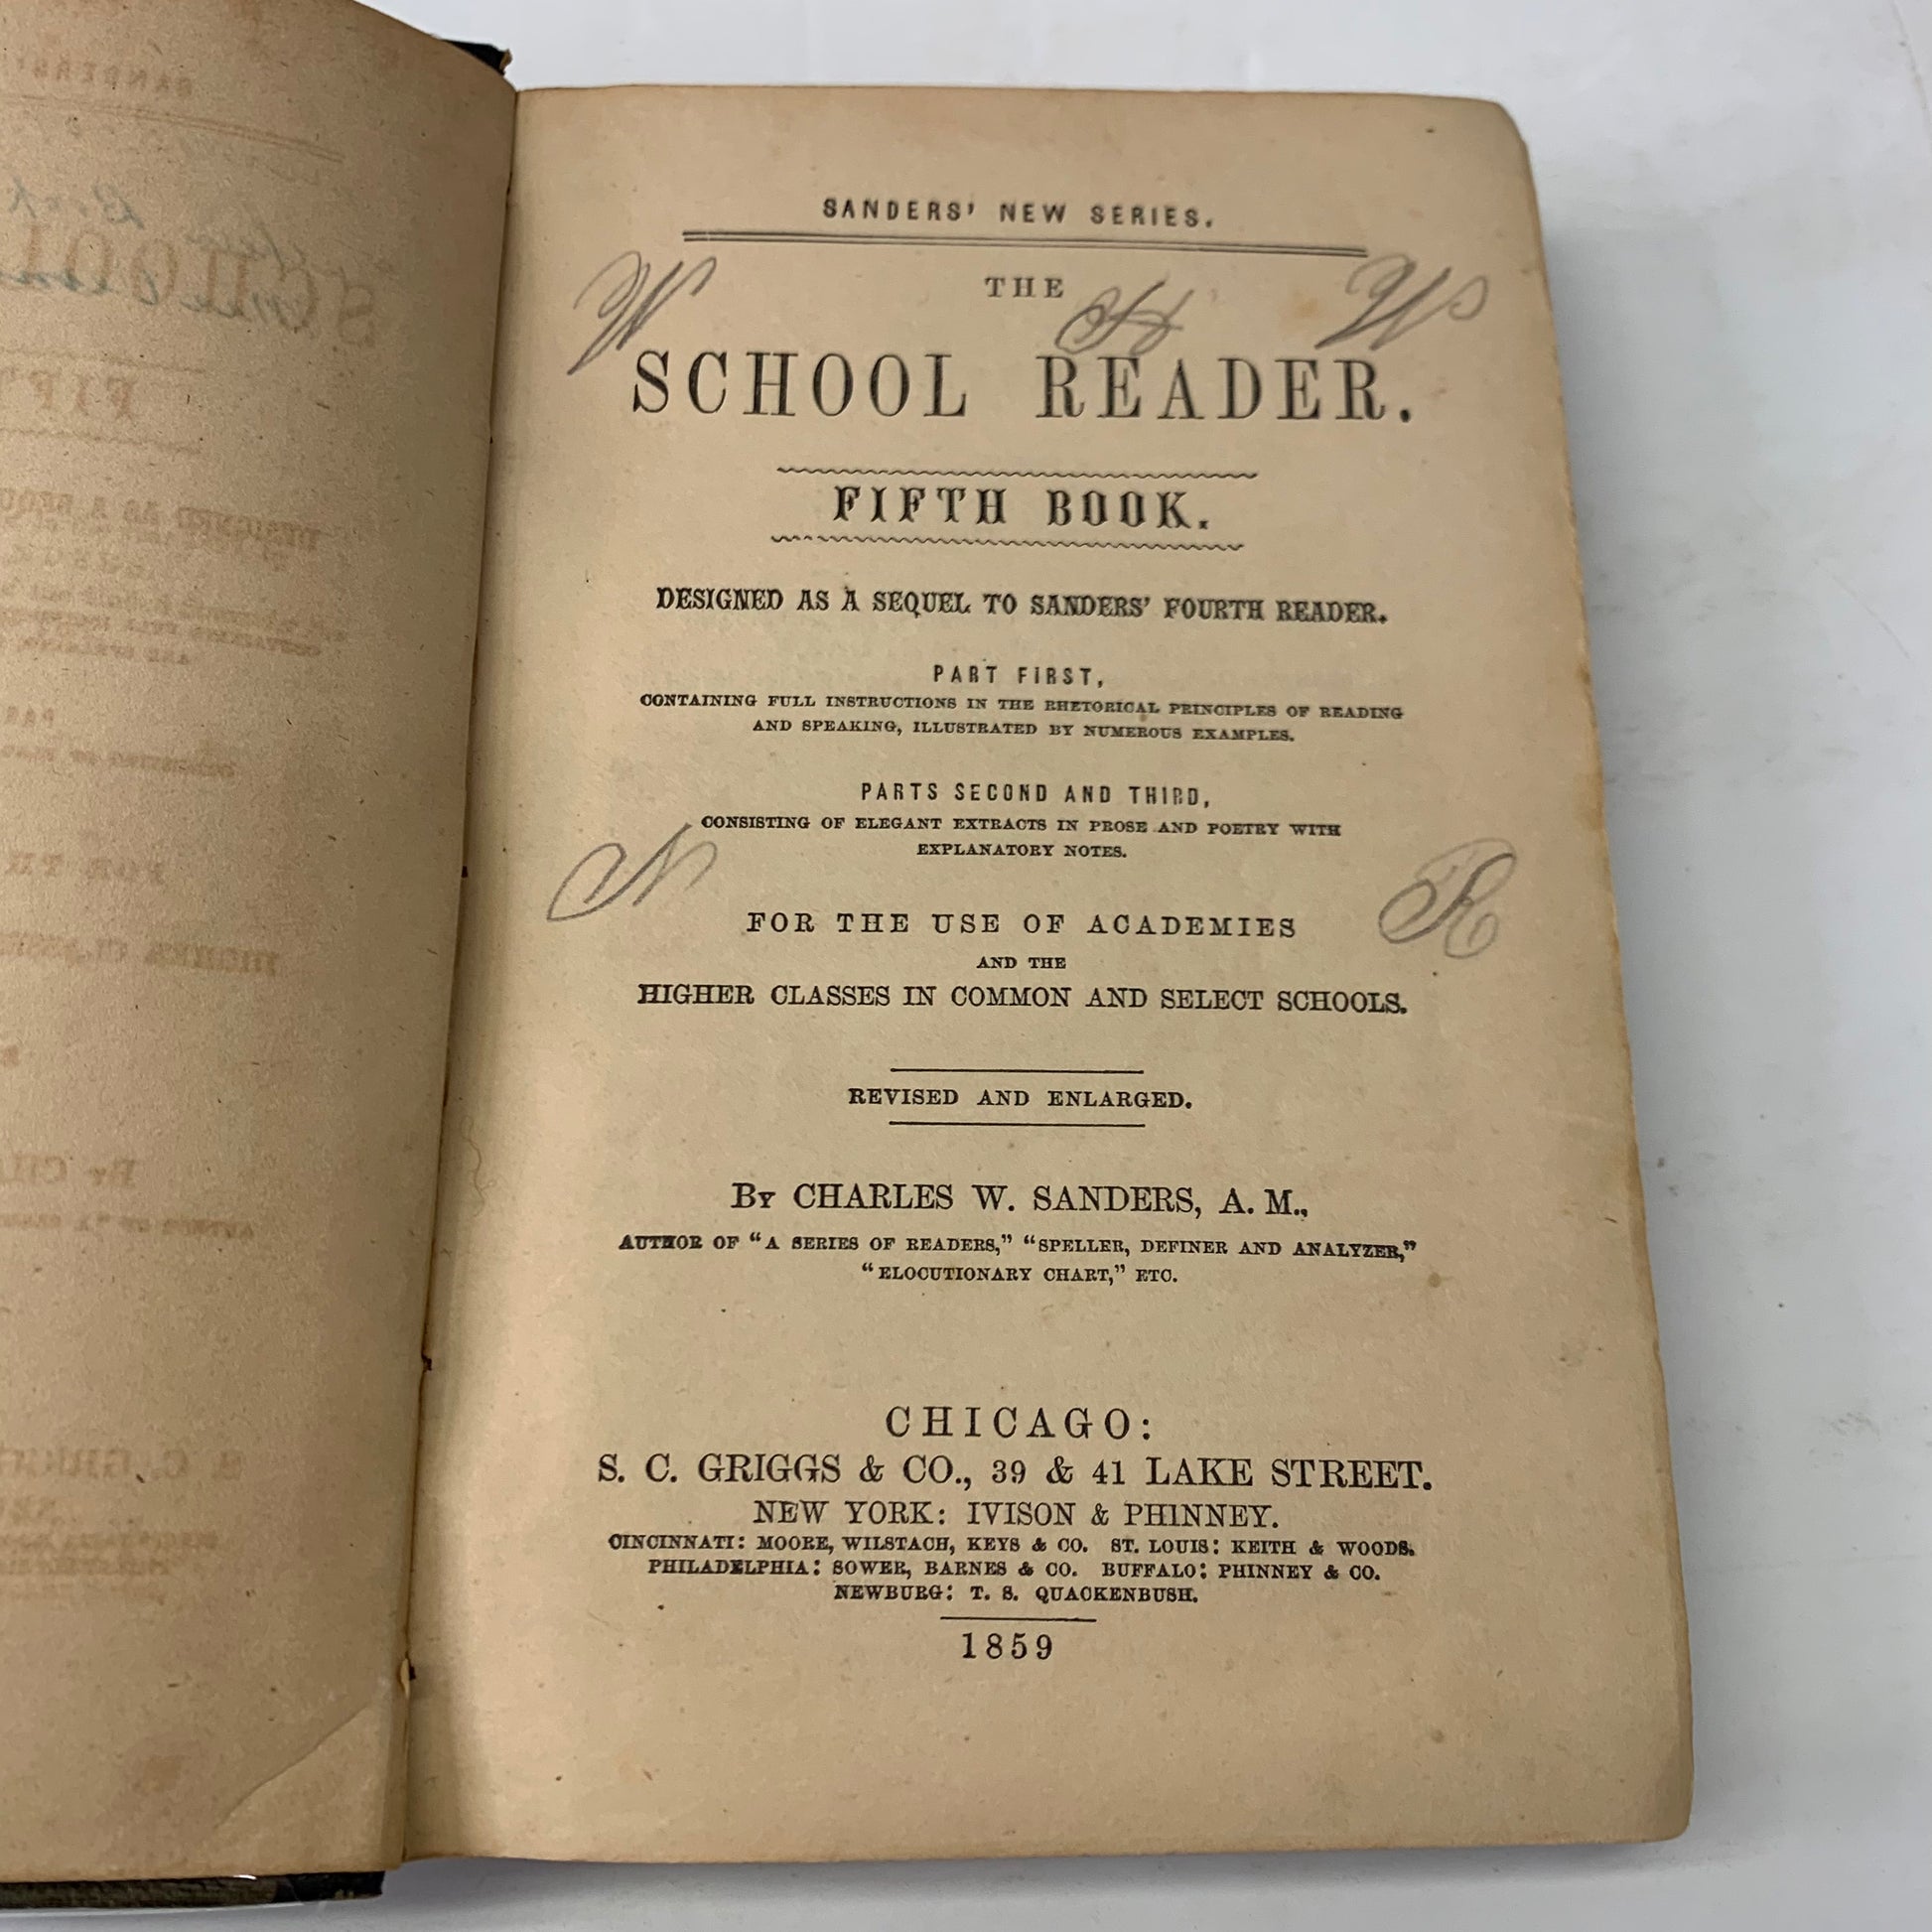 SANDERS' NEW SERIES.
THE
SCHOOL READER.
FIFTH BOOK.
DESIGNED AS A SEQUEL TO SANDERS' FOURTH READER.
PART FIRST,
CONTAINING FULL INSTRUCTIONS IN THE RHETORICAL PRINCIPLES OF READING
AND SPEAKING, ILLUSTRATED BY NUMEROUS EXAMPLES.
PARTS SECOND AND THIRD,
CONSISTING OF ELEGANT EXTRACTS IN PROSE AND POETRY WITH
EXPLANATORY NOTES.
FOR THE USE OF ACADEMIES
AND THE
HIGHER CLASSES IN COMMON AND SELECT SCHOOLS.
REVISED AND ENLARGED.
BY CHARLES W. SANDERS, A. M.,
AUTHOR OF "A SERIES OF READERS," "SPELLER, DEFINER AND ANALYZER,"
"ELOCUTIONARY CHART," ETC.
CHICAGO:
S. C. GRIGGS & CO., 39 & 41 LAKE STREET.
NEW YORK: IVISON & PHINNEY.
CINCINNATI: MOORE, WILSTACH, KEYS & CO. ST. LOUIS: KEITH & WOODS.
PHILADELPHIA: SOWER, BARNES & CO. BUFFALO: PHINNEY & CO.
NEWBURG: T. S. QUACKENBUSH.
1859